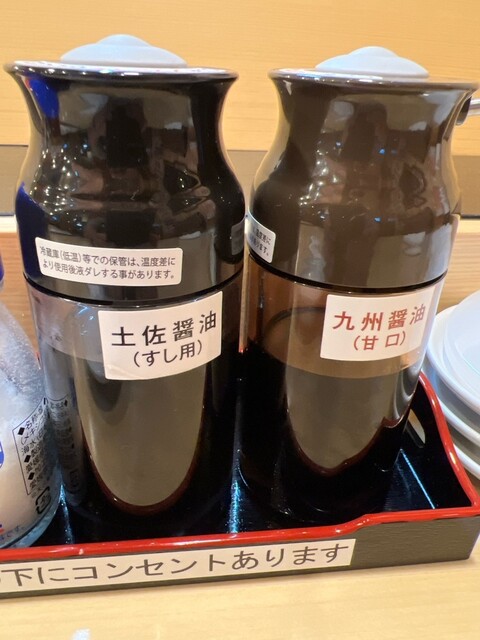 冷蔵庫(低温)等での保管は、温度差に
より使用後液ダレする事があります。
土佐醤油
(すし用)
九州醤油
(甘口)
下にコンセントあります